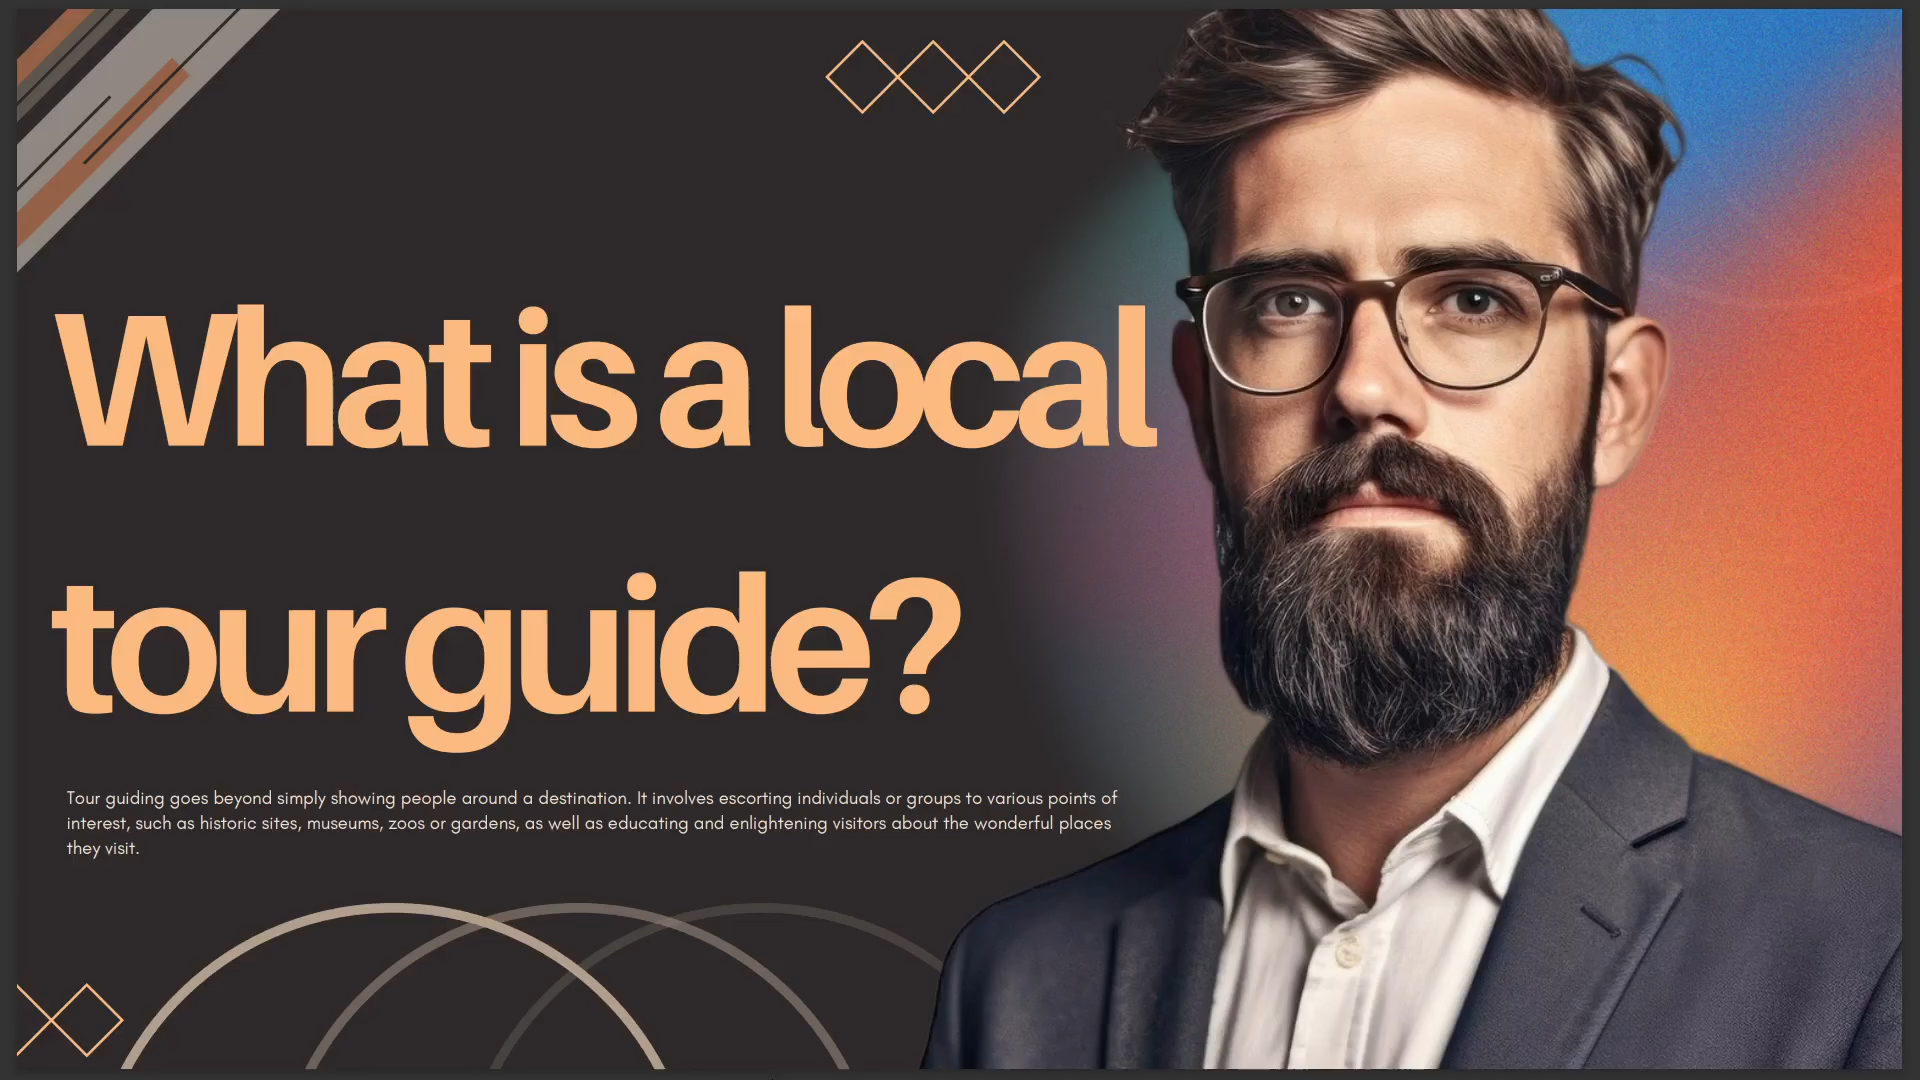 What is a local
tour guide?
Tour guiding goes beyond simply showing people around a destination. It involves escorting individuals or groups to various points of
interest, such as historic sites, museums, zoos or gardens, as well as educating and enlightening visitors about the wonderful places
they visit.